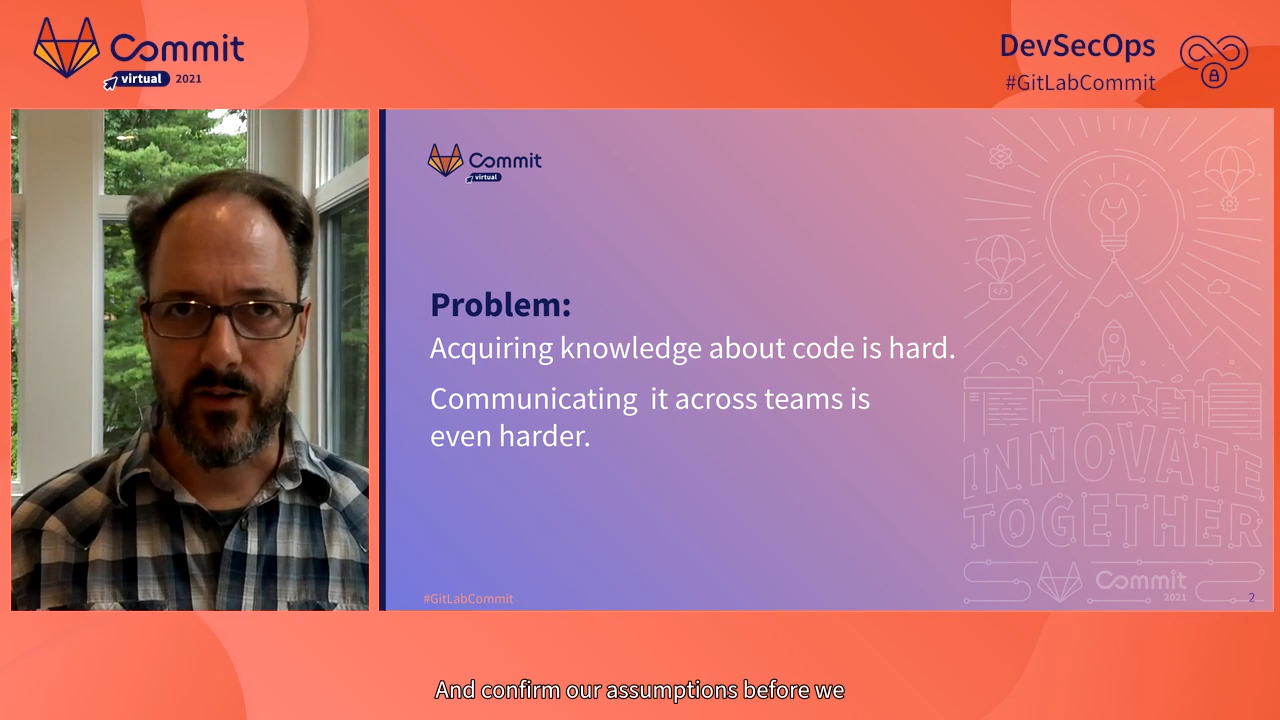 Commit
virtual 2021
DevSecOps
#GitLabCommit
Commit
virtual
Problem:
Acquiring knowledge about code is hard.
Communicating it across teams is
even harder.
INNOVATE
TOGETHER
Commit
2021
#GitLabCommit
2
And confirm our assumptions before we